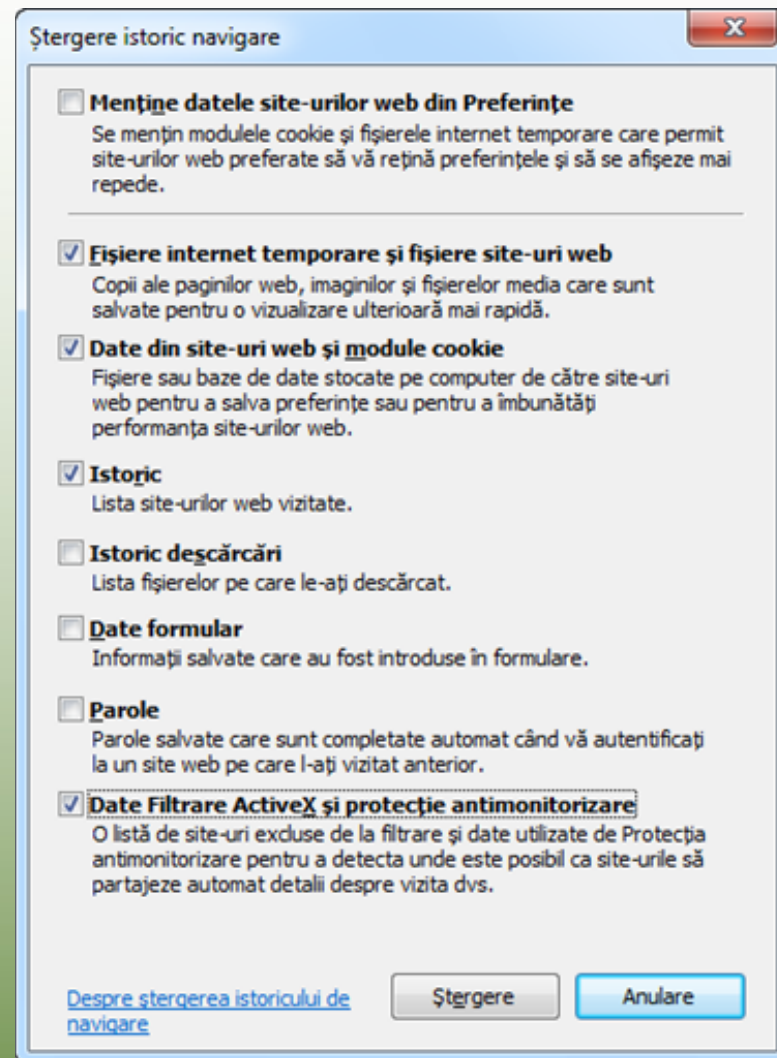 Ștergere istoric navigare
Menține datele site-urilor web din Preferințe
Se mențin modulele cookie și fișierele internet temporare care permit
site-urilor web preferate să vă rețină preferințele și să se afișeze mai
repede.
Fișiere internet temporare și fișiere site-uri web
Copii ale paginilor web, imaginilor și fișierelor media care sunt
salvate pentru o vizualizare ulterioară mai rapidă.
Date din site-uri web și module cookie
Fișiere sau baze de date stocate pe computer de către site-uri
web pentru a salva preferințe sau pentru a îmbunătăți
performanța site-urilor web.
Istoric
Lista site-urilor web vizitate.
Istoric descărcări
Lista fișierelor pe care le-ați descărcat.
Date formular
Informații salvate care au fost introduse în formulare.
Parole
Parole salvate care sunt completate automat când vă autentificați
la un site web pe care l-ați vizitat anterior.
Date Filtrare ActiveX și protecție antimonitorizare
O listă de site-uri excluse de la filtrare și date utilizate de Protecția
antimonitorizare pentru a detecta unde este posibil ca site-urile să
partajeze automat detalii despre vizita dvs.
Despre ștergerea istoricului de
navigare
Ștergere
Anulare